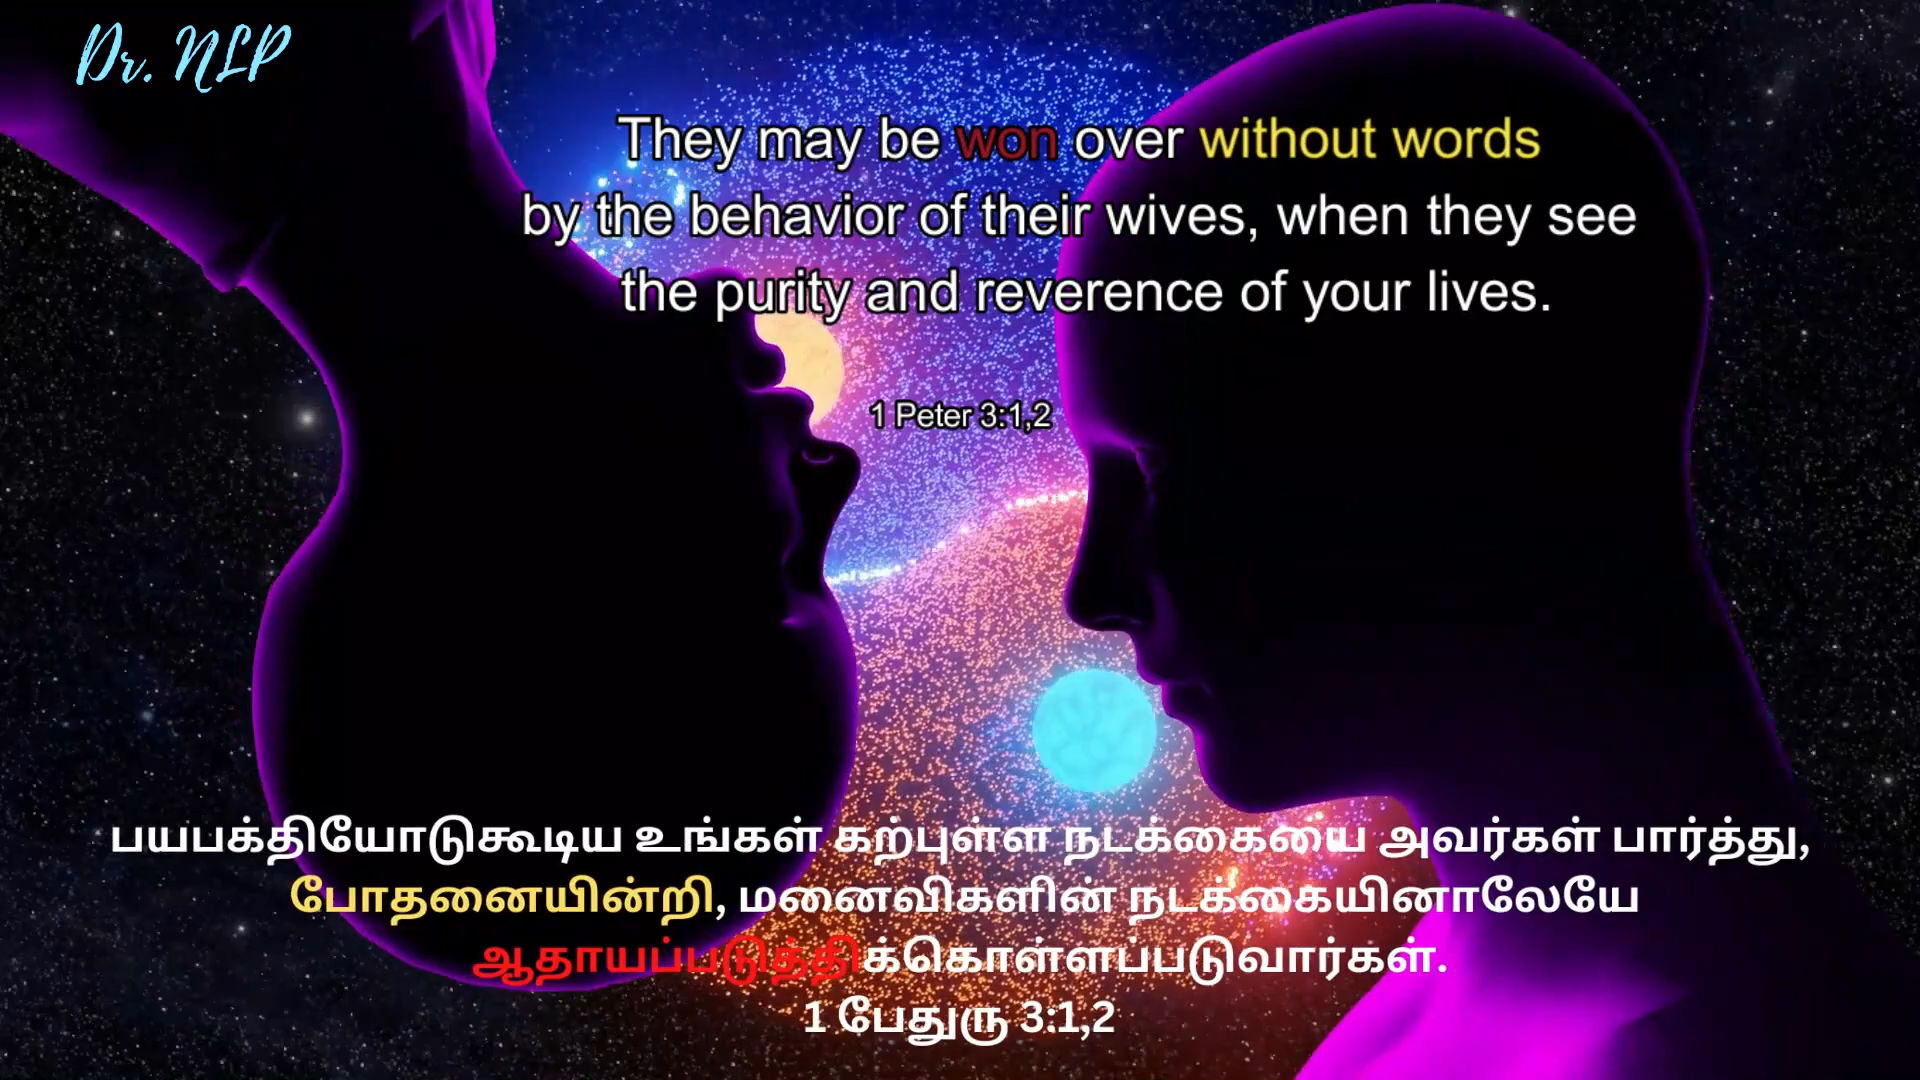 Dr. NLP
They may be won over without words
by the behavior of their wives, when they see
the purity and reverence of your lives.
1 Peter 3:1,2
பயபக்தியோடுகூடிய உங்கள் கற்புள்ள நடக்கையை அவர்கள் பார்த்து,
போதனையின்றி, மனைவிகளின் நடக்கையினாலேயே
ஆதாயப்படுத்திக்கொள்ளப்படுவார்கள்.
1 பேதுரு 3:1,2